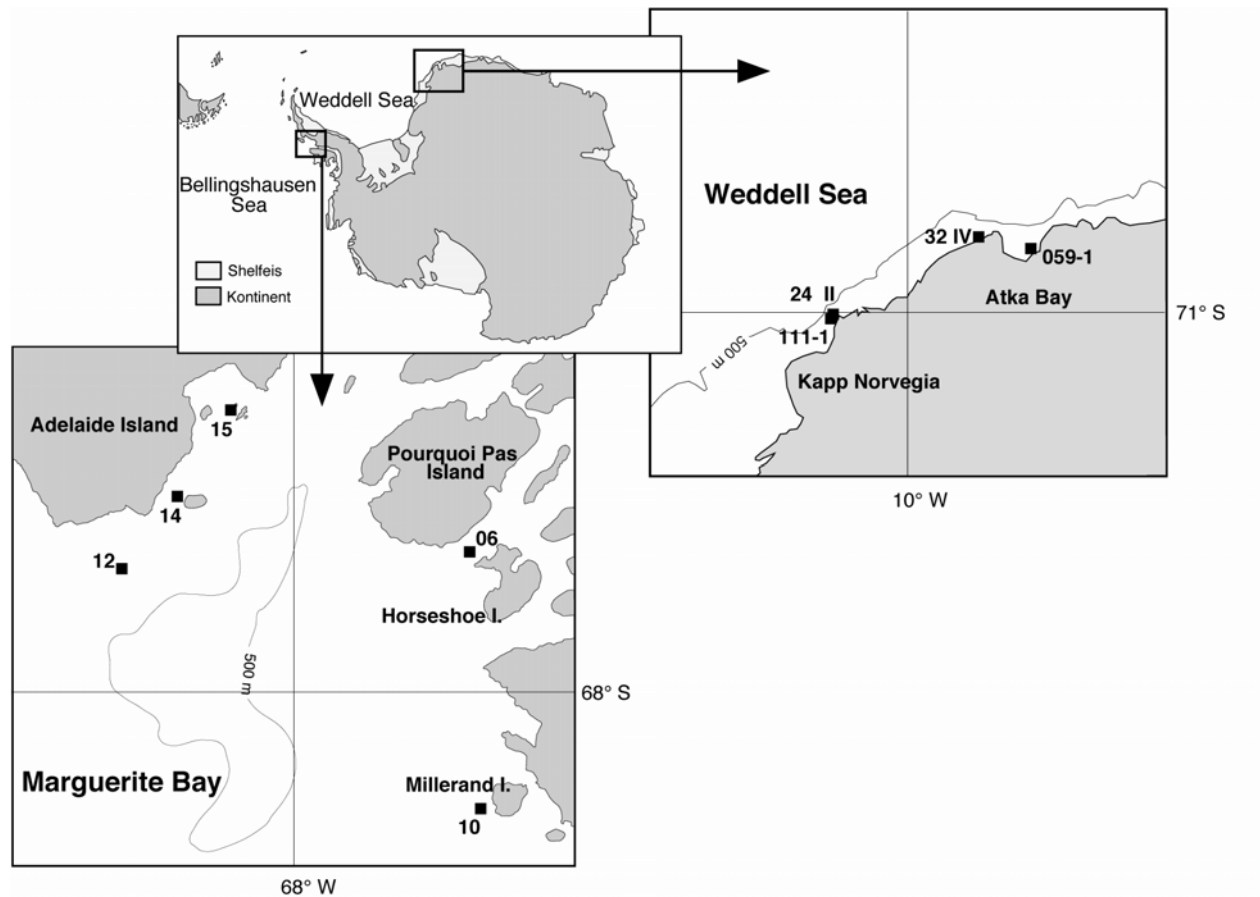 Weddell Sea
Bellingshausen
Sea
Shelfeis
Kontinent
Weddell Sea
32 IV
059-1
Atka Bay
24 II
111-1
71° S
500 m
Kapp Norvegia
10° W
Adelaide Island
15
Pourquoi Pas
Island
14
06
12
Horseshoe I.
500 m
68° S
Marguerite Bay
Millerand I.
10
68° W